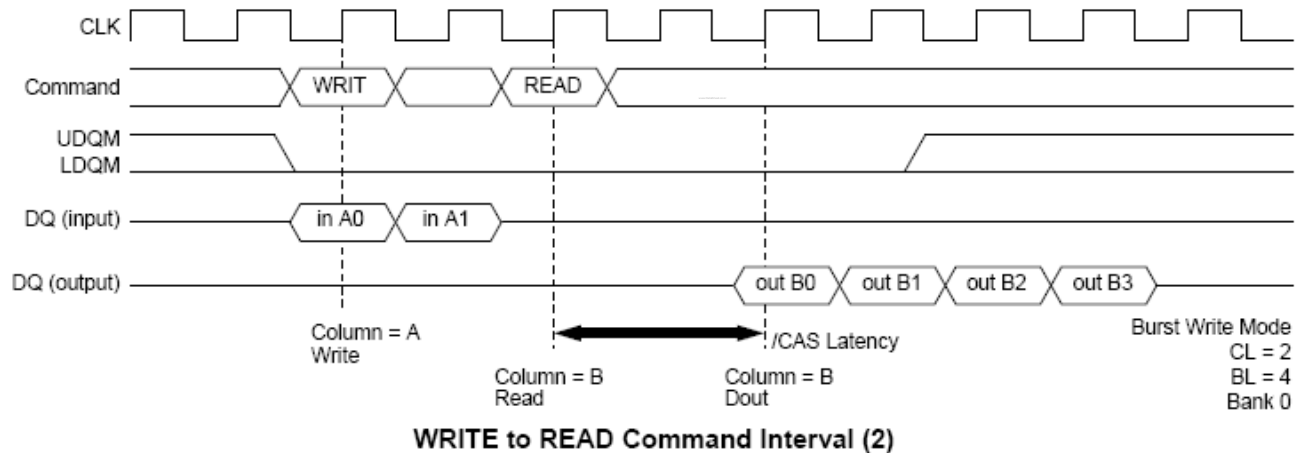 CLK
Command WRIT READ
UDQM
LDQM
DQ (input) in A0 in A1
DQ (output) out B0 out B1 out B2 out B3
Column = A
Write
/CAS Latency
Column = B
Read
Column = B
Dout
Burst Write Mode
CL = 2
BL = 4
Bank 0
WRITE to READ Command Interval (2)